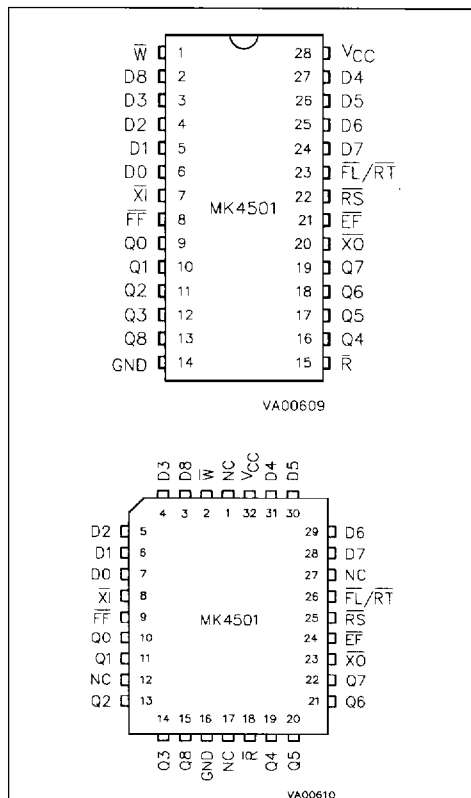 W̅ 1 28 VCC
D8 2 27 D4
D3 3 26 D5
D2 4 25 D6
D1 5 24 D7
D0 6 23 F̅L̅/R̅T̅
X̅I̅ 7 22 R̅S̅
MK4501
F̅F̅ 8 21 E̅F̅
Q0 9 20 X̅O̅
Q1 10 19 Q7
Q2 11 18 Q6
Q3 12 17 Q5
Q8 13 16 Q4
GND 14 15 R̅
VA00609
D3 D8 W̅ NC VCC D4 D5
4 3 2 1 32 31 30
D2 5 29 D6
D1 6 28 D7
D0 7 27 NC
X̅I̅ 8 26 F̅L̅/R̅T̅
F̅F̅ 9 MK4501 25 R̅S̅
Q0 10 24 E̅F̅
Q1 11 23 X̅O̅
NC 12 22 Q7
Q2 13 21 Q6
14 15 16 17 18 19 20
Q3 Q8 GND NC R̅ Q4 Q5
VA00610